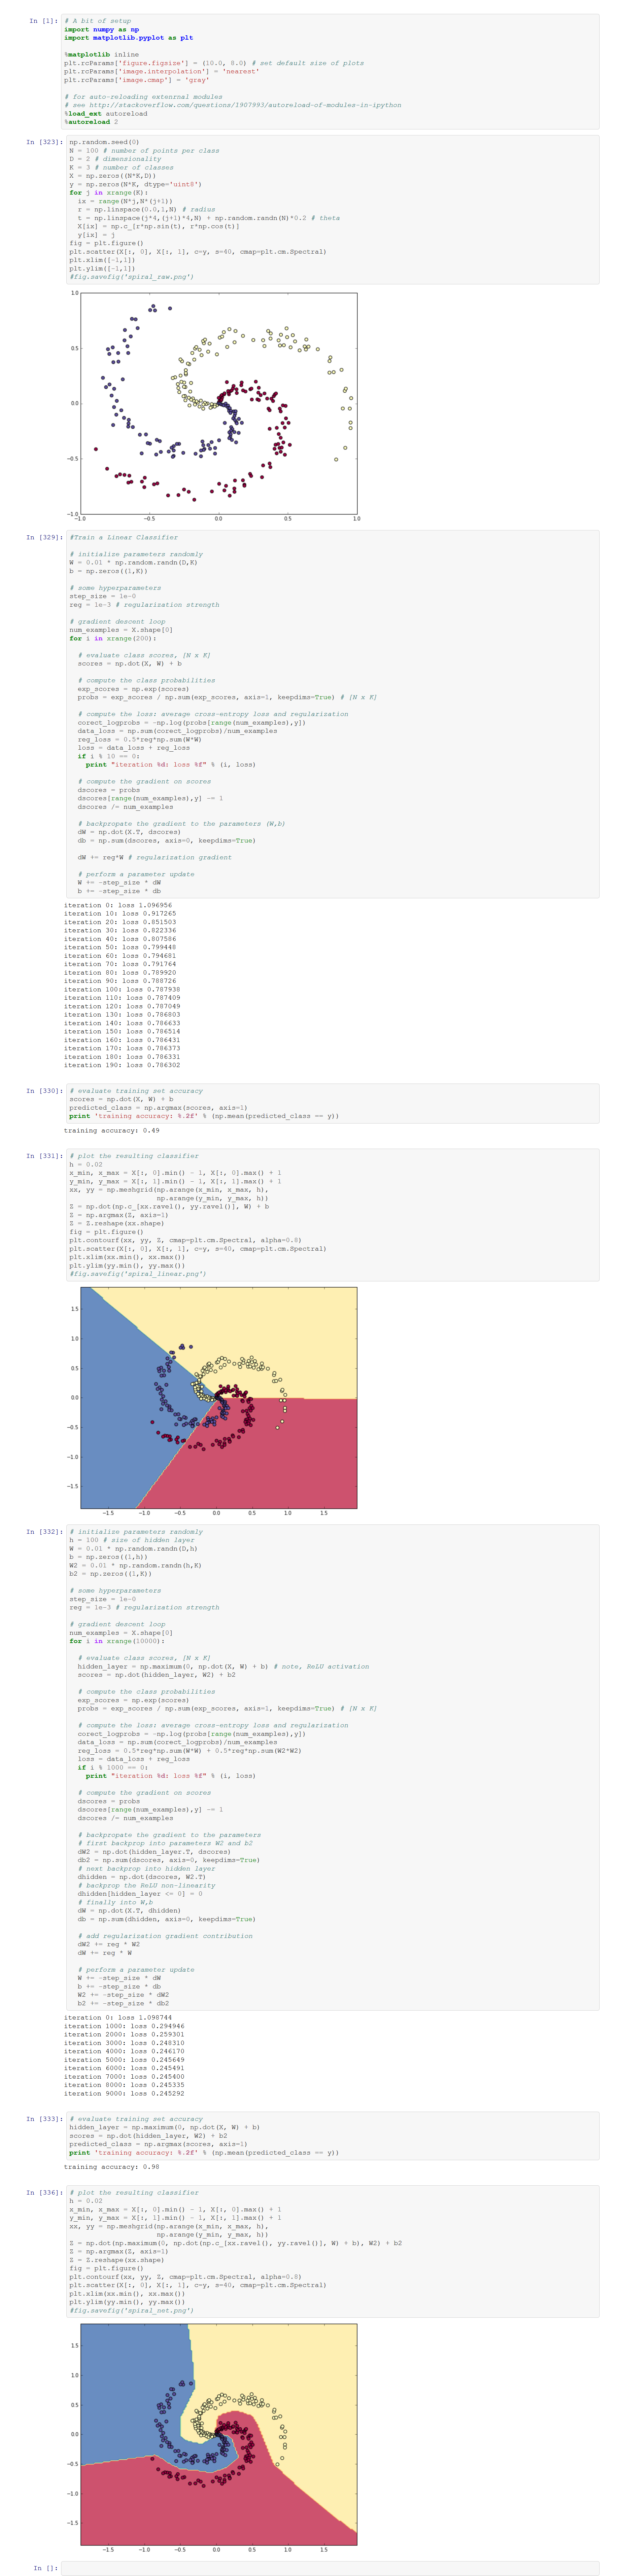 In [1]:
# A bit of setup
import numpy as np
import matplotlib.pyplot as plt
%matplotlib inline
plt.rcParams['figure.figsize'] = (10.0, 8.0) # set default size of plots
plt.rcParams['image.interpolation'] = 'nearest'
plt.rcParams['image.cmap'] = 'gray'
# for auto-reloading extenrnal modules
# see http://stackoverflow.com/questions/1907993/autoreload-of-modules-in-ipython
%load_ext autoreload
%autoreload 2
In [323]:
np.random.seed(0)
N = 100 # number of points per class
D = 2 # dimensionality
K = 3 # number of classes
X = np.zeros((N*K,D))
y = np.zeros(N*K, dtype='uint8')
for j in xrange(K):
  ix = range(N*j,N*(j+1))
  r = np.linspace(0.0,1,N) # radius
  t = np.linspace(j*4,(j+1)*4,N) + np.random.randn(N)*0.2 # theta
  X[ix] = np.c_[r*np.sin(t), r*np.cos(t)]
  y[ix] = j
fig = plt.figure()
plt.scatter(X[:, 0], X[:, 1], c=y, s=40, cmap=plt.cm.Spectral)
plt.xlim([-1,1])
plt.ylim([-1,1])
#fig.savefig('spiral_raw.png')
1.0
0.5
0.0
−0.5
−1.0
−1.0 −0.5 0.0 0.5 1.0
In [329]:
#Train a Linear Classifier
# initialize parameters randomly
W = 0.01 * np.random.randn(D,K)
b = np.zeros((1,K))
# some hyperparameters
step_size = 1e-0
reg = 1e-3 # regularization strength
# gradient descent loop
num_examples = X.shape[0]
for i in xrange(200):
  # evaluate class scores, [N x K]
  scores = np.dot(X, W) + b
  # compute the class probabilities
  exp_scores = np.exp(scores)
  probs = exp_scores / np.sum(exp_scores, axis=1, keepdims=True) # [N x K]
  # compute the loss: average cross-entropy loss and regularization
  corect_logprobs = -np.log(probs[range(num_examples),y])
  data_loss = np.sum(corect_logprobs)/num_examples
  reg_loss = 0.5*reg*np.sum(W*W)
  loss = data_loss + reg_loss
  if i % 10 == 0:
    print "iteration %d: loss %f" % (i, loss)
  # compute the gradient on scores
  dscores = probs
  dscores[range(num_examples),y] -= 1
  dscores /= num_examples
  # backpropate the gradient to the parameters (W,b)
  dW = np.dot(X.T, dscores)
  db = np.sum(dscores, axis=0, keepdims=True)
  dW += reg*W # regularization gradient
  # perform a parameter update
  W += -step_size * dW
  b += -step_size * db
iteration 0: loss 1.096956
iteration 10: loss 0.917265
iteration 20: loss 0.851503
iteration 30: loss 0.822336
iteration 40: loss 0.807586
iteration 50: loss 0.799448
iteration 60: loss 0.794681
iteration 70: loss 0.791764
iteration 80: loss 0.789920
iteration 90: loss 0.788726
iteration 100: loss 0.787938
iteration 110: loss 0.787409
iteration 120: loss 0.787049
iteration 130: loss 0.786803
iteration 140: loss 0.786633
iteration 150: loss 0.786514
iteration 160: loss 0.786431
iteration 170: loss 0.786373
iteration 180: loss 0.786331
iteration 190: loss 0.786302
In [330]:
# evaluate training set accuracy
scores = np.dot(X, W) + b
predicted_class = np.argmax(scores, axis=1)
print 'training accuracy: %.2f' % (np.mean(predicted_class == y))
training accuracy: 0.49
In [331]:
# plot the resulting classifier
h = 0.02
x_min, x_max = X[:, 0].min() - 1, X[:, 0].max() + 1
y_min, y_max = X[:, 1].min() - 1, X[:, 1].max() + 1
xx, yy = np.meshgrid(np.arange(x_min, x_max, h),
                     np.arange(y_min, y_max, h))
Z = np.dot(np.c_[xx.ravel(), yy.ravel()], W) + b
Z = np.argmax(Z, axis=1)
Z = Z.reshape(xx.shape)
fig = plt.figure()
plt.contourf(xx, yy, Z, cmap=plt.cm.Spectral, alpha=0.8)
plt.scatter(X[:, 0], X[:, 1], c=y, s=40, cmap=plt.cm.Spectral)
plt.xlim(xx.min(), xx.max())
plt.ylim(yy.min(), yy.max())
#fig.savefig('spiral_linear.png')
1.5
1.0
0.5
0.0
−0.5
−1.0
−1.5
−1.5 −1.0 −0.5 0.0 0.5 1.0 1.5
In [332]:
# initialize parameters randomly
h = 100 # size of hidden layer
W = 0.01 * np.random.randn(D,h)
b = np.zeros((1,h))
W2 = 0.01 * np.random.randn(h,K)
b2 = np.zeros((1,K))
# some hyperparameters
step_size = 1e-0
reg = 1e-3 # regularization strength
# gradient descent loop
num_examples = X.shape[0]
for i in xrange(10000):
  # evaluate class scores, [N x K]
  hidden_layer = np.maximum(0, np.dot(X, W) + b) # note, ReLU activation
  scores = np.dot(hidden_layer, W2) + b2
  # compute the class probabilities
  exp_scores = np.exp(scores)
  probs = exp_scores / np.sum(exp_scores, axis=1, keepdims=True) # [N x K]
  # compute the loss: average cross-entropy loss and regularization
  corect_logprobs = -np.log(probs[range(num_examples),y])
  data_loss = np.sum(corect_logprobs)/num_examples
  reg_loss = 0.5*reg*np.sum(W*W) + 0.5*reg*np.sum(W2*W2)
  loss = data_loss + reg_loss
  if i % 1000 == 0:
    print "iteration %d: loss %f" % (i, loss)
  # compute the gradient on scores
  dscores = probs
  dscores[range(num_examples),y] -= 1
  dscores /= num_examples
  # backpropate the gradient to the parameters
  # first backprop into parameters W2 and b2
  dW2 = np.dot(hidden_layer.T, dscores)
  db2 = np.sum(dscores, axis=0, keepdims=True)
  # next backprop into hidden layer
  dhidden = np.dot(dscores, W2.T)
  # backprop the ReLU non-linearity
  dhidden[hidden_layer <= 0] = 0
  # finally into W,b
  dW = np.dot(X.T, dhidden)
  db = np.sum(dhidden, axis=0, keepdims=True)
  # add regularization gradient contribution
  dW2 += reg * W2
  dW += reg * W
  # perform a parameter update
  W += -step_size * dW
  b += -step_size * db
  W2 += -step_size * dW2
  b2 += -step_size * db2
iteration 0: loss 1.098744
iteration 1000: loss 0.294946
iteration 2000: loss 0.259301
iteration 3000: loss 0.248310
iteration 4000: loss 0.246170
iteration 5000: loss 0.245649
iteration 6000: loss 0.245491
iteration 7000: loss 0.245400
iteration 8000: loss 0.245335
iteration 9000: loss 0.245292
In [333]:
# evaluate training set accuracy
hidden_layer = np.maximum(0, np.dot(X, W) + b)
scores = np.dot(hidden_layer, W2) + b2
predicted_class = np.argmax(scores, axis=1)
print 'training accuracy: %.2f' % (np.mean(predicted_class == y))
training accuracy: 0.98
In [336]:
# plot the resulting classifier
h = 0.02
x_min, x_max = X[:, 0].min() - 1, X[:, 0].max() + 1
y_min, y_max = X[:, 1].min() - 1, X[:, 1].max() + 1
xx, yy = np.meshgrid(np.arange(x_min, x_max, h),
                     np.arange(y_min, y_max, h))
Z = np.dot(np.maximum(0, np.dot(np.c_[xx.ravel(), yy.ravel()], W) + b), W2) + b2
Z = np.argmax(Z, axis=1)
Z = Z.reshape(xx.shape)
fig = plt.figure()
plt.contourf(xx, yy, Z, cmap=plt.cm.Spectral, alpha=0.8)
plt.scatter(X[:, 0], X[:, 1], c=y, s=40, cmap=plt.cm.Spectral)
plt.xlim(xx.min(), xx.max())
plt.ylim(yy.min(), yy.max())
#fig.savefig('spiral_net.png')
1.5
1.0
0.5
0.0
−0.5
−1.0
−1.5
−1.5 −1.0 −0.5 0.0 0.5 1.0 1.5
In []: